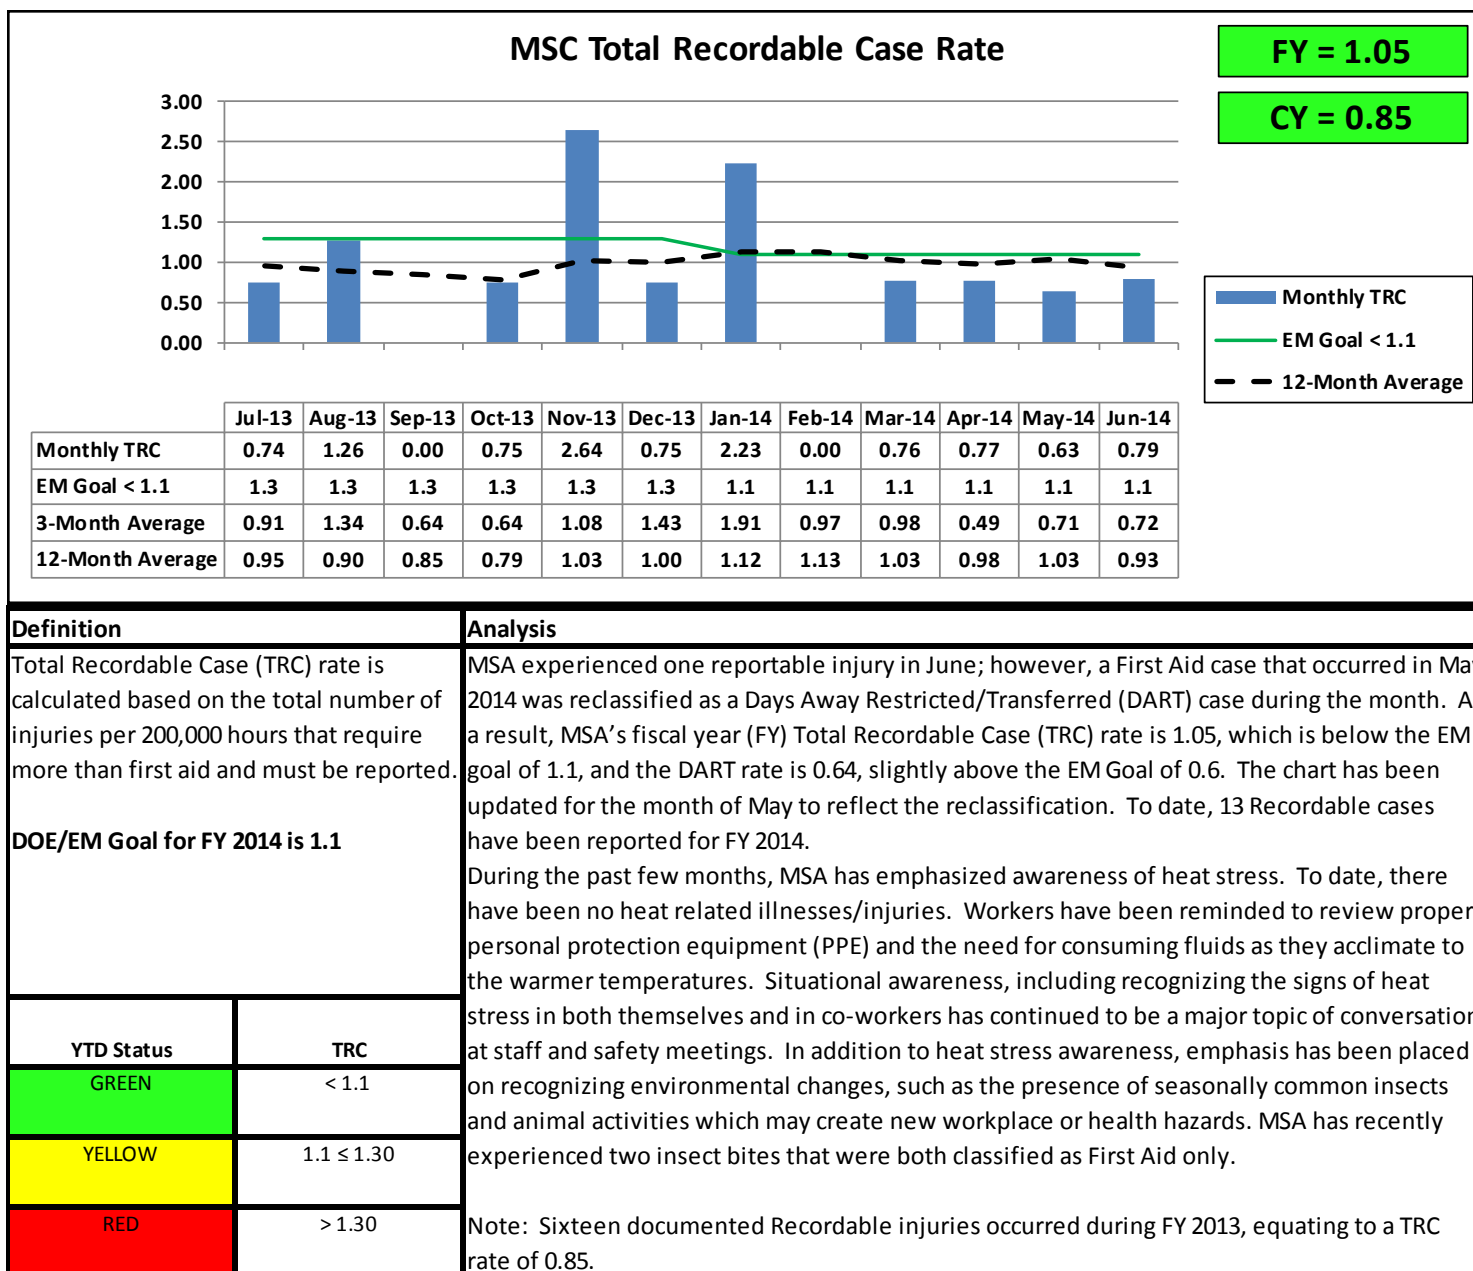 MSC Total Recordable Case Rate
FY = 1.05
CY = 0.85
3.00
2.50
2.00
1.50
1.00
0.50
0.00
Monthly TRC
EM Goal < 1.1
12-Month Average
Jul-13 Aug-13 Sep-13 Oct-13 Nov-13 Dec-13 Jan-14 Feb-14 Mar-14 Apr-14 May-14 Jun-14
Monthly TRC 0.74 1.26 0.00 0.75 2.64 0.75 2.23 0.00 0.76 0.77 0.63 0.79
EM Goal < 1.1 1.3 1.3 1.3 1.3 1.3 1.3 1.1 1.1 1.1 1.1 1.1 1.1
3-Month Average 0.91 1.34 0.64 0.64 1.08 1.43 1.91 0.97 0.98 0.49 0.71 0.72
12-Month Average 0.95 0.90 0.85 0.79 1.03 1.00 1.12 1.13 1.03 0.98 1.03 0.93
Definition
Total Recordable Case (TRC) rate is
calculated based on the total number of
injuries per 200,000 hours that require
more than first aid and must be reported.
DOE/EM Goal for FY 2014 is 1.1
YTD Status TRC
GREEN < 1.1
YELLOW 1.1 ≤ 1.30
RED > 1.30
Analysis
MSA experienced one reportable injury in June; however, a First Aid case that occurred in Ma
2014 was reclassified as a Days Away Restricted/Transferred (DART) case during the month. A
a result, MSA's fiscal year (FY) Total Recordable Case (TRC) rate is 1.05, which is below the EM
goal of 1.1, and the DART rate is 0.64, slightly above the EM Goal of 0.6. The chart has been
updated for the month of May to reflect the reclassification. To date, 13 Recordable cases
have been reported for FY 2014.
During the past few months, MSA has emphasized awareness of heat stress. To date, there
have been no heat related illnesses/injuries. Workers have been reminded to review proper
personal protection equipment (PPE) and the need for consuming fluids as they acclimate to
the warmer temperatures. Situational awareness, including recognizing the signs of heat
stress in both themselves and in co-workers has continued to be a major topic of conversation
at staff and safety meetings. In addition to heat stress awareness, emphasis has been placed
on recognizing environmental changes, such as the presence of seasonally common insects
and animal activities which may create new workplace or health hazards. MSA has recently
experienced two insect bites that were both classified as First Aid only.
Note: Sixteen documented Recordable injuries occurred during FY 2013, equating to a TRC
rate of 0.85.